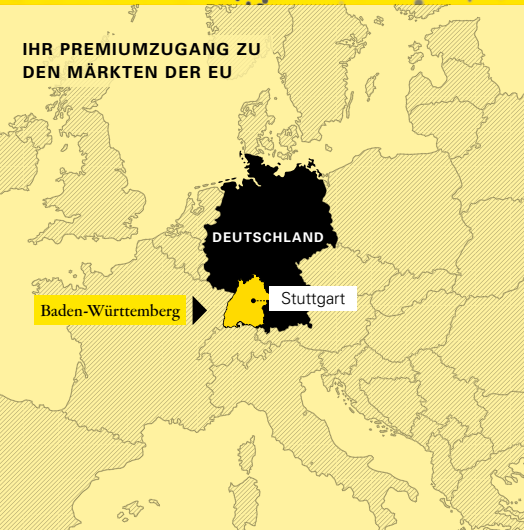 IHR PREMIUMZUGANG ZU
DEN MÄRKTEN DER EU
DEUTSCHLAND
Stuttgart
Baden-Württemberg